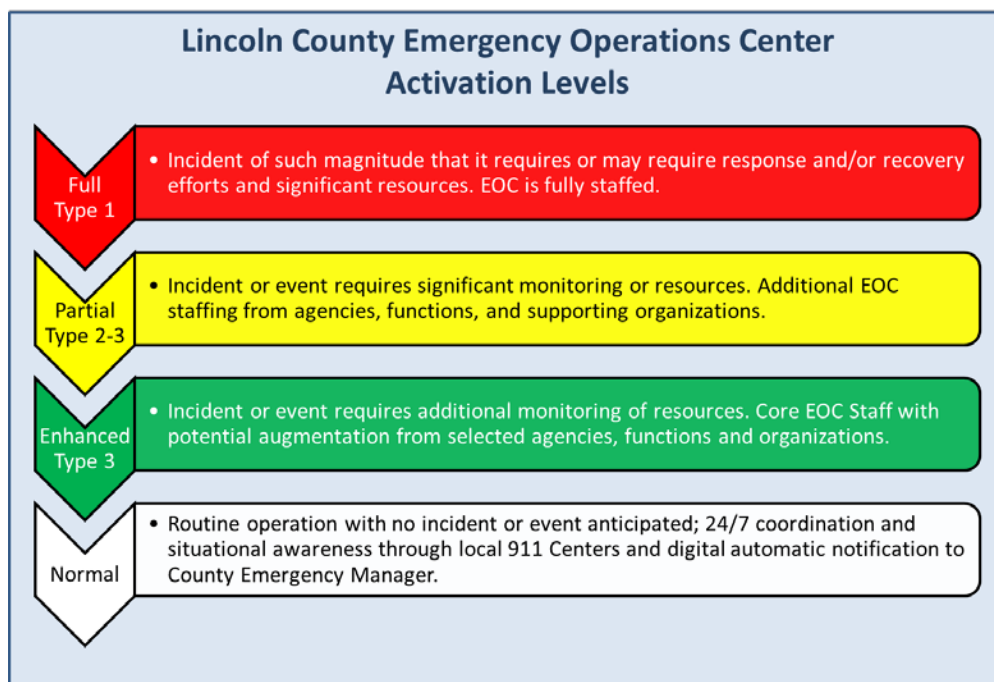 Lincoln County Emergency Operations Center
Activation Levels
Full
Type 1
• Incident of such magnitude that it requires or may require response and/or recovery
efforts and significant resources. EOC is fully staffed.
Partial
Type 2-3
• Incident or event requires significant monitoring or resources. Additional EOC
staffing from agencies, functions, and supporting organizations.
Enhanced
Type 3
• Incident or event requires additional monitoring of resources. Core EOC Staff with
potential augmentation from selected agencies, functions and organizations.
Normal
• Routine operation with no incident or event anticipated; 24/7 coordination and
situational awareness through local 911 Centers and digital automatic notification to
County Emergency Manager.